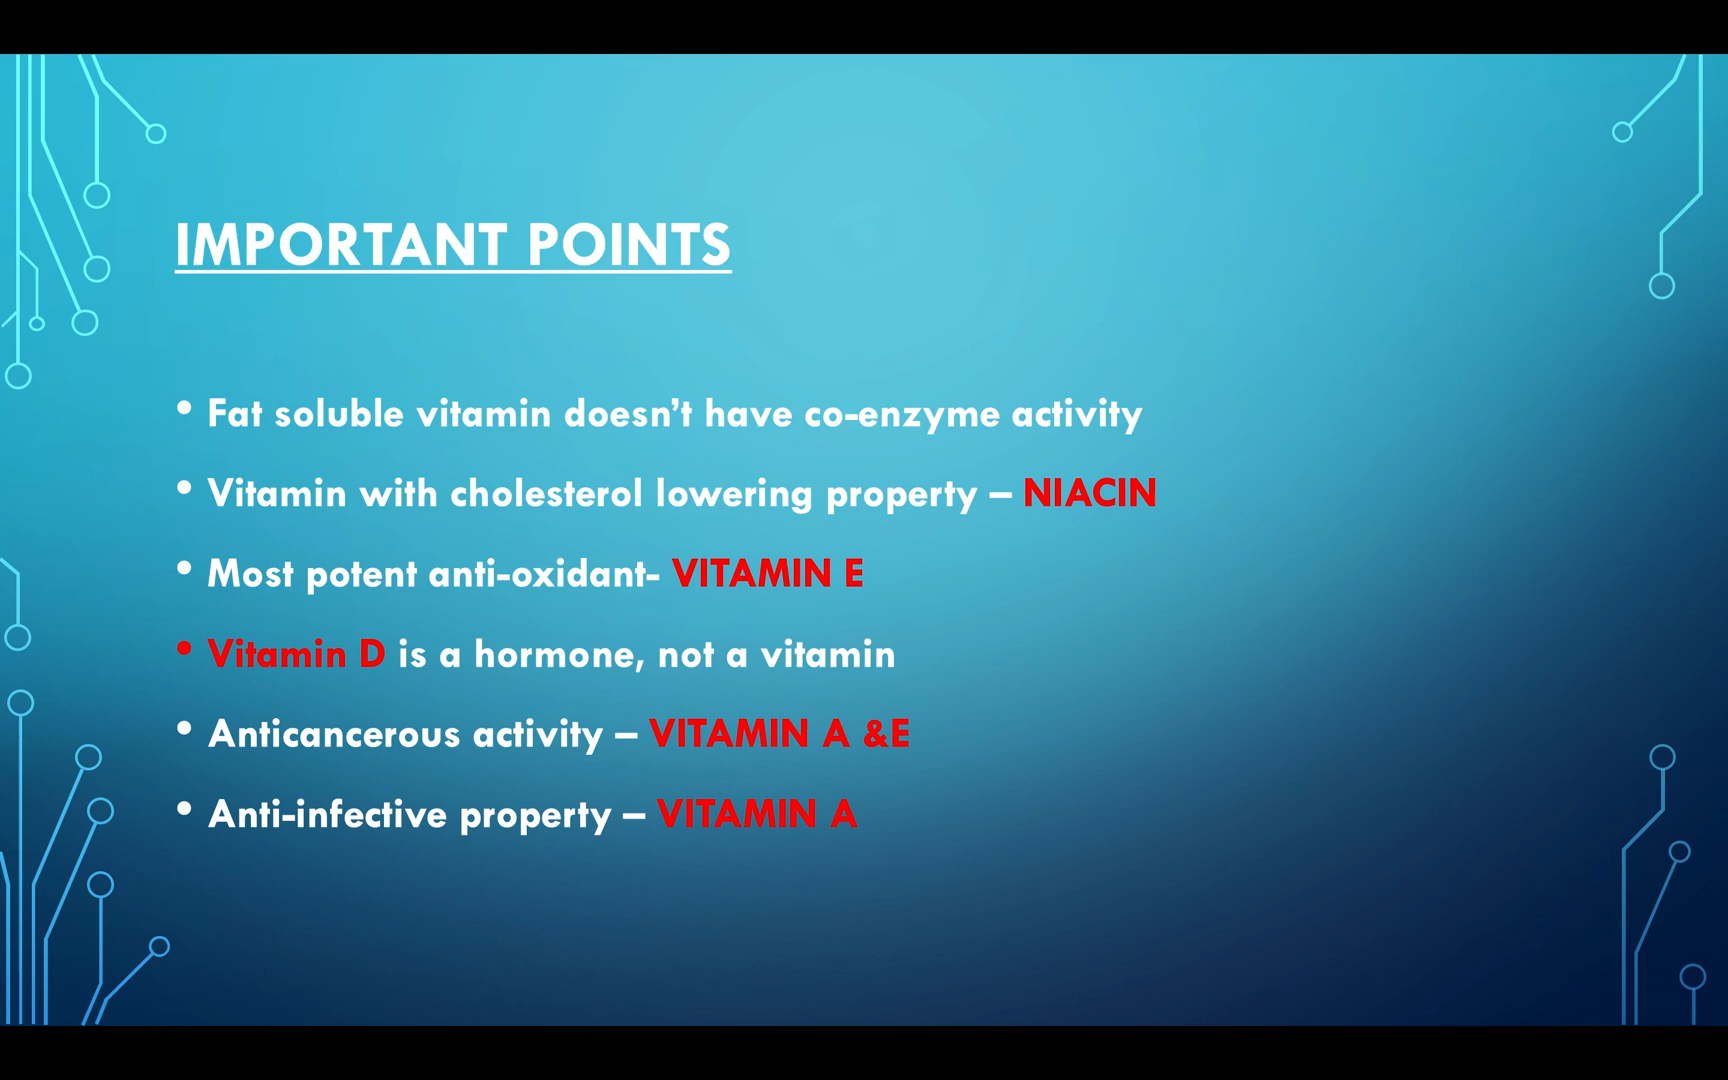 IMPORTANT POINTS
• Fat soluble vitamin doesn’t have co-enzyme activity
• Vitamin with cholesterol lowering property – NIACIN
• Most potent anti-oxidant- VITAMIN E
• Vitamin D is a hormone, not a vitamin
• Anticancerous activity – VITAMIN A &E
• Anti-infective property – VITAMIN A